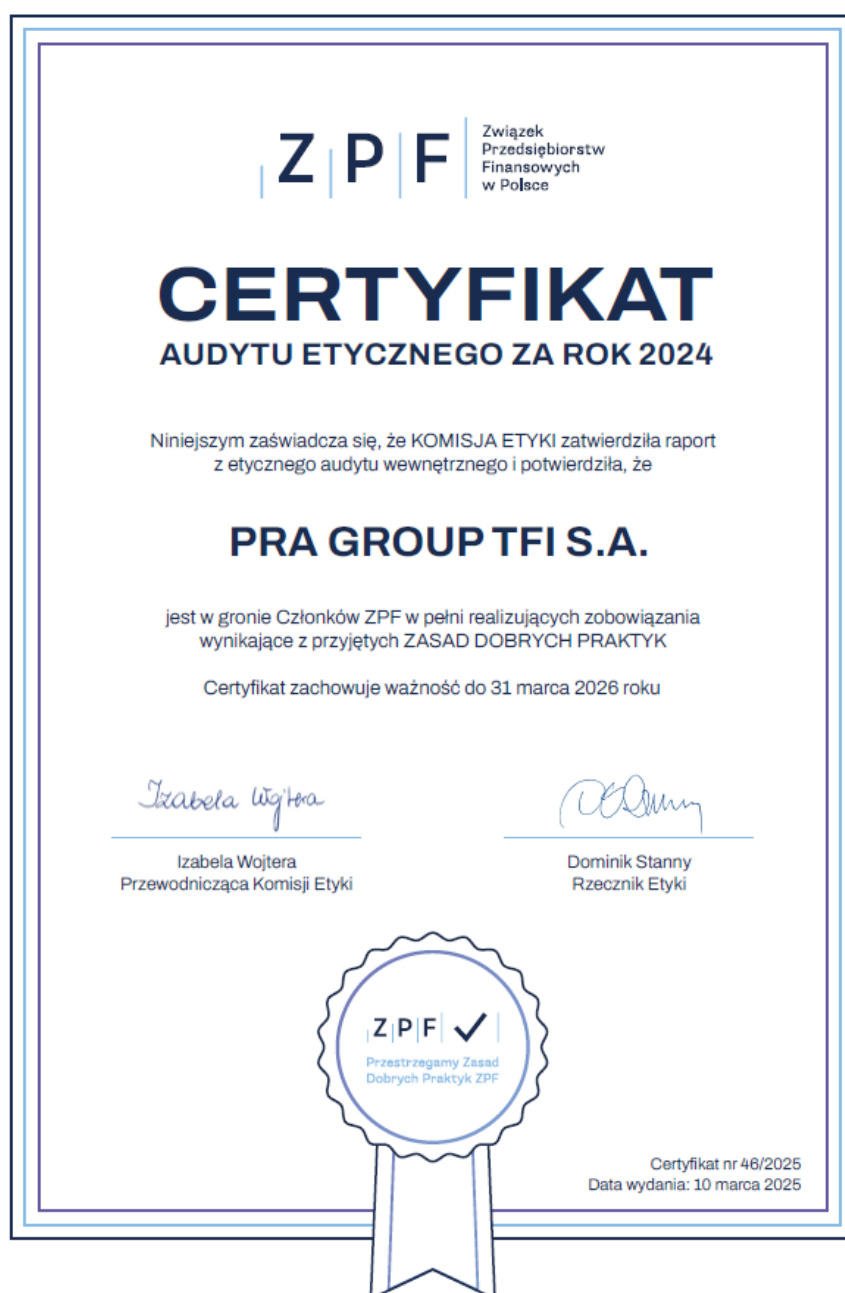 ZPF
Związek
Przedsiębiorstw
Finansowych
w Polsce
CERTYFIKAT
AUDYTU ETYCZNEGO ZA ROK 2024
Niniejszym zaświadcza się, że KOMISJA ETYKI zatwierdziła raport
z etycznego audytu wewnętrznego i potwierdziła, że
PRA GROUP TFI S.A.
jest w gronie Członków ZPF w pełni realizujących zobowiązania
wynikające z przyjętych ZASAD DOBRYCH PRAKTYK
Certyfikat zachowuje ważność do 31 marca 2026 roku
Izabela Wojtera
Izabela Wojtera
Przewodnicząca Komisji Etyki
Dominik Stanny
Rzecznik Etyki
ZPF
Przestrzegamy Zasad
Dobrych Praktyk ZPF
Certyfikat nr 46/2025
Data wydania: 10 marca 2025